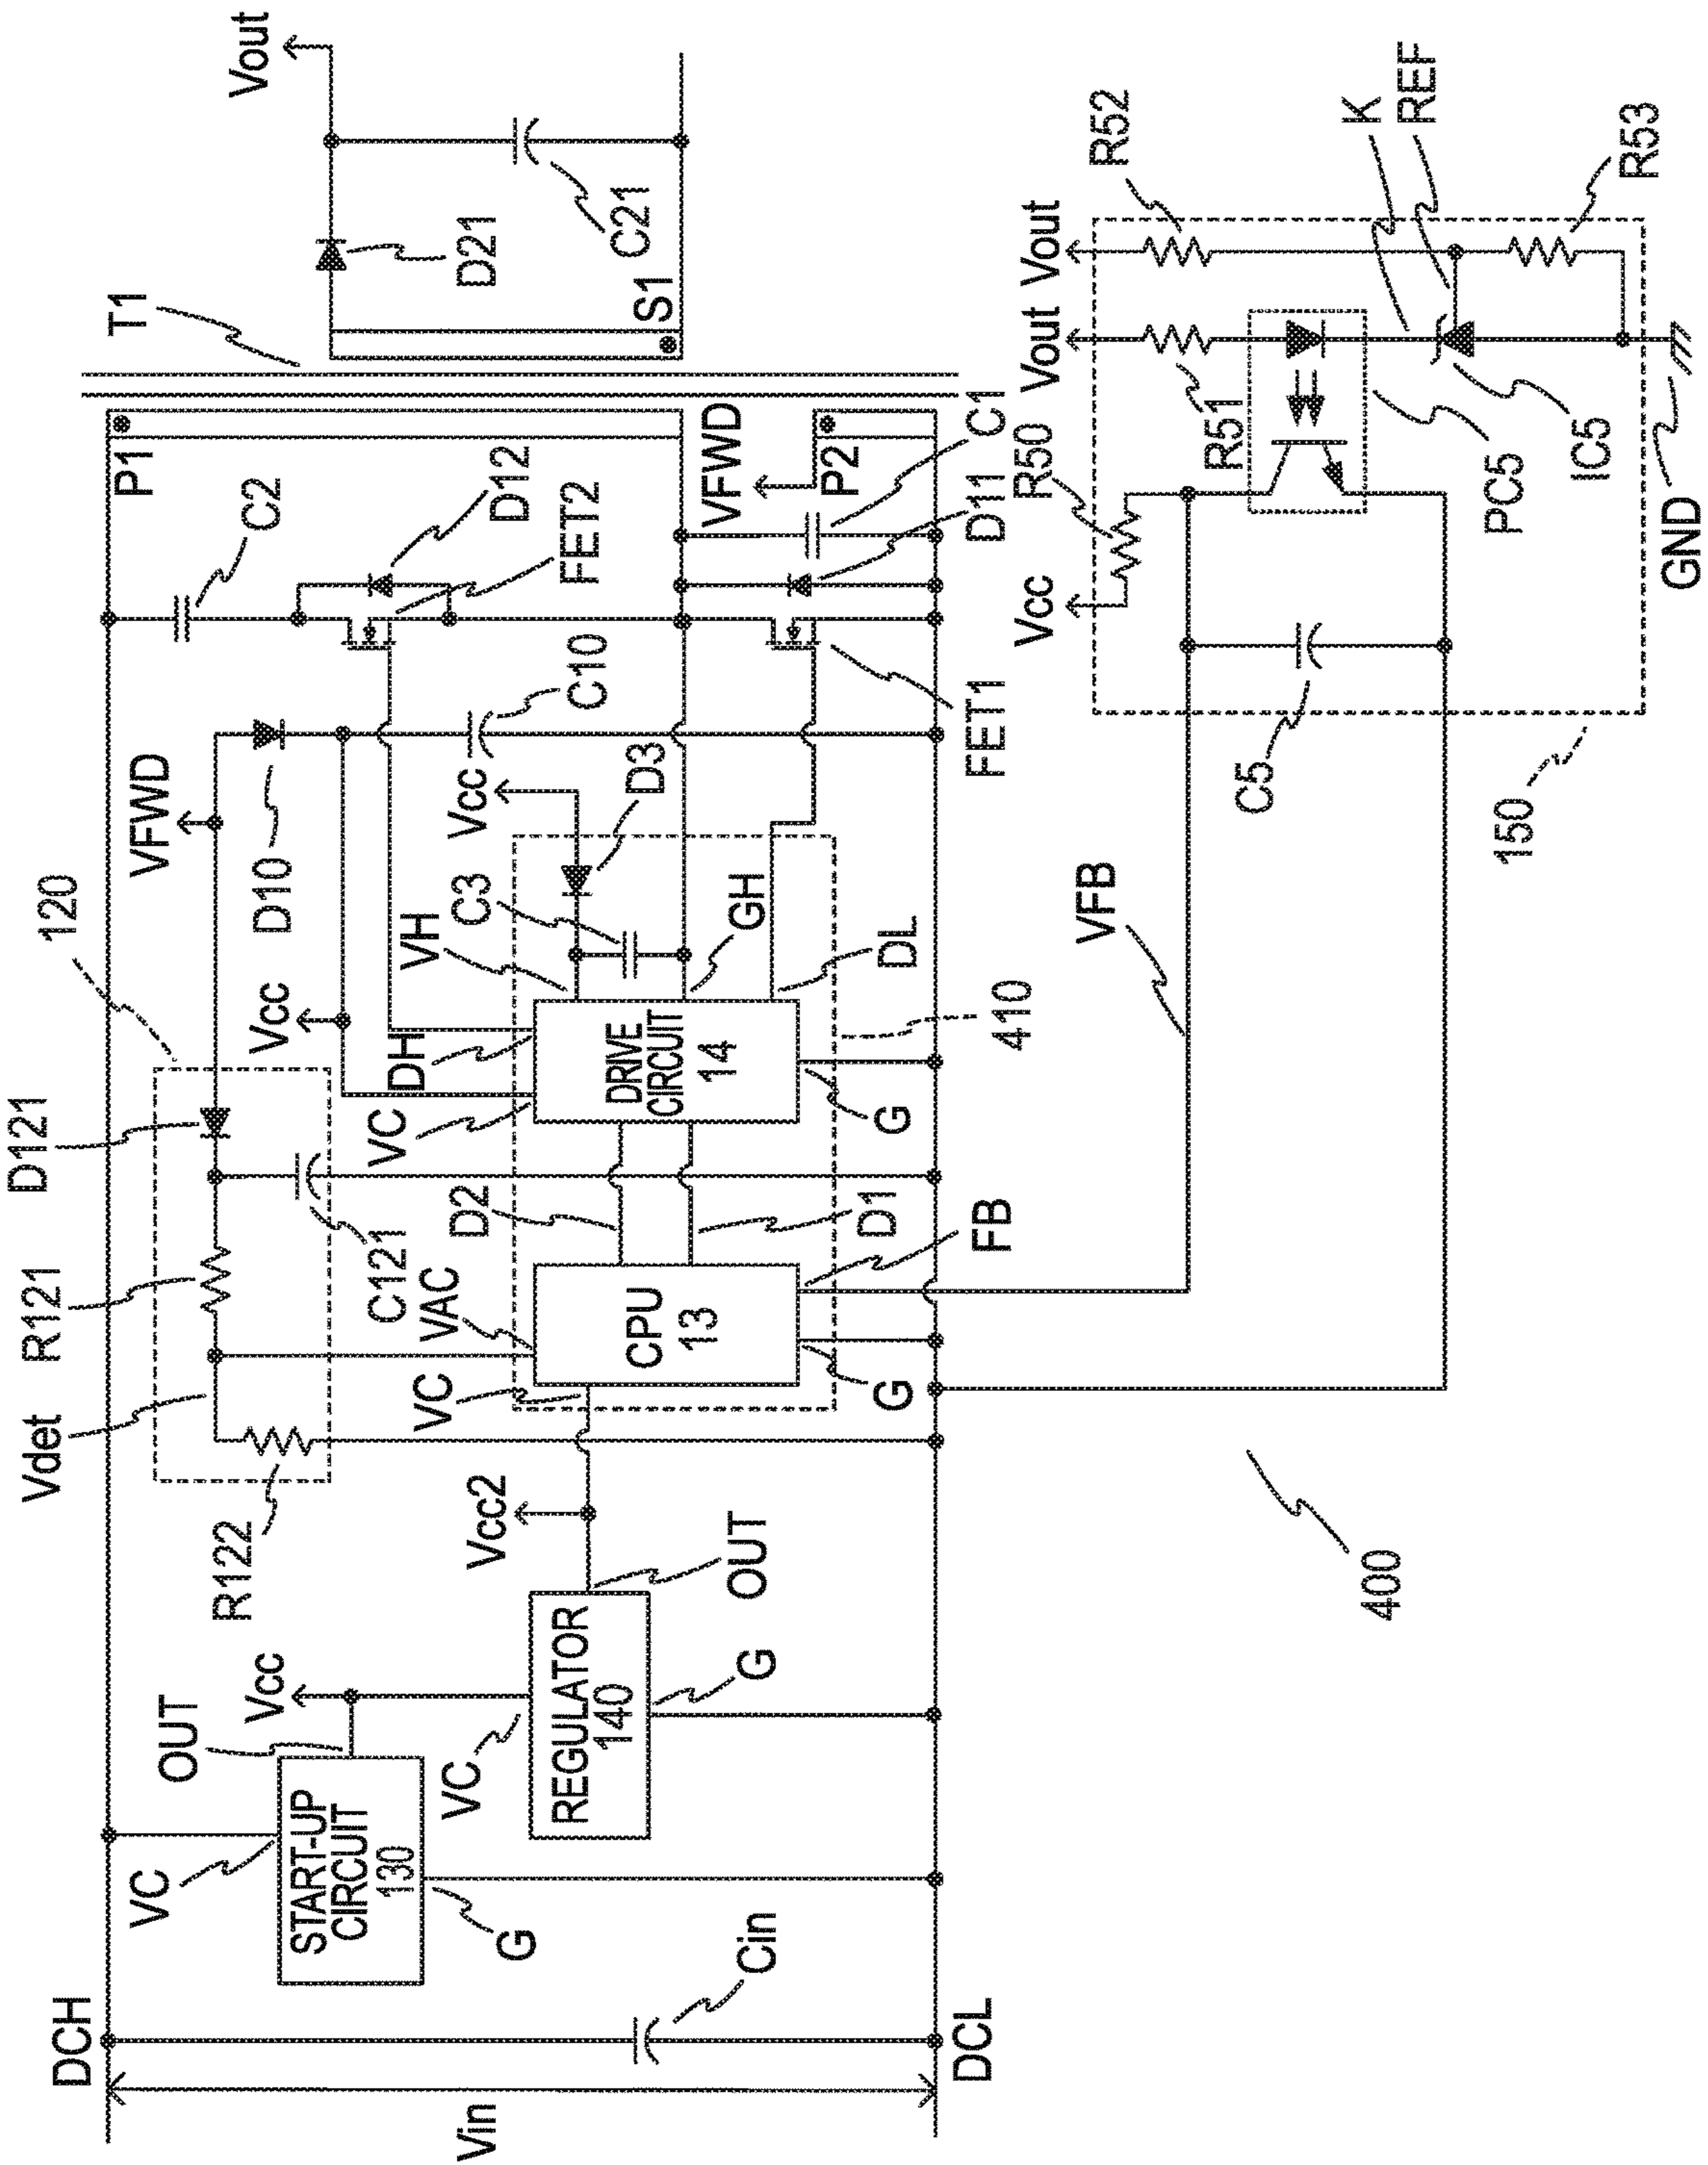 DCH
Vin
DCL
Cin
VC
START-UP
CIRCUIT
130
G
OUT
Vcc
VC
REGULATOR
140
G
OUT
Vcc2
R122
Vdet
R121
D121
120
C121
VAC
VC
CPU
13
G
FB
D2
D1
VC
DH
DRIVE
CIRCUIT
14
G
410
Vcc
VH
C3
GH
DL
D3
Vcc
VFWD
D10
C10
FET1
FET2
D12
C2
P1
VFWD
P2
C1
D11
T1
S1
D21
C21
Vout
400
VFB
150
C5
Vcc
R50
R51
Vout
Vout
R52
K
REF
R53
PC5
IC5
GND